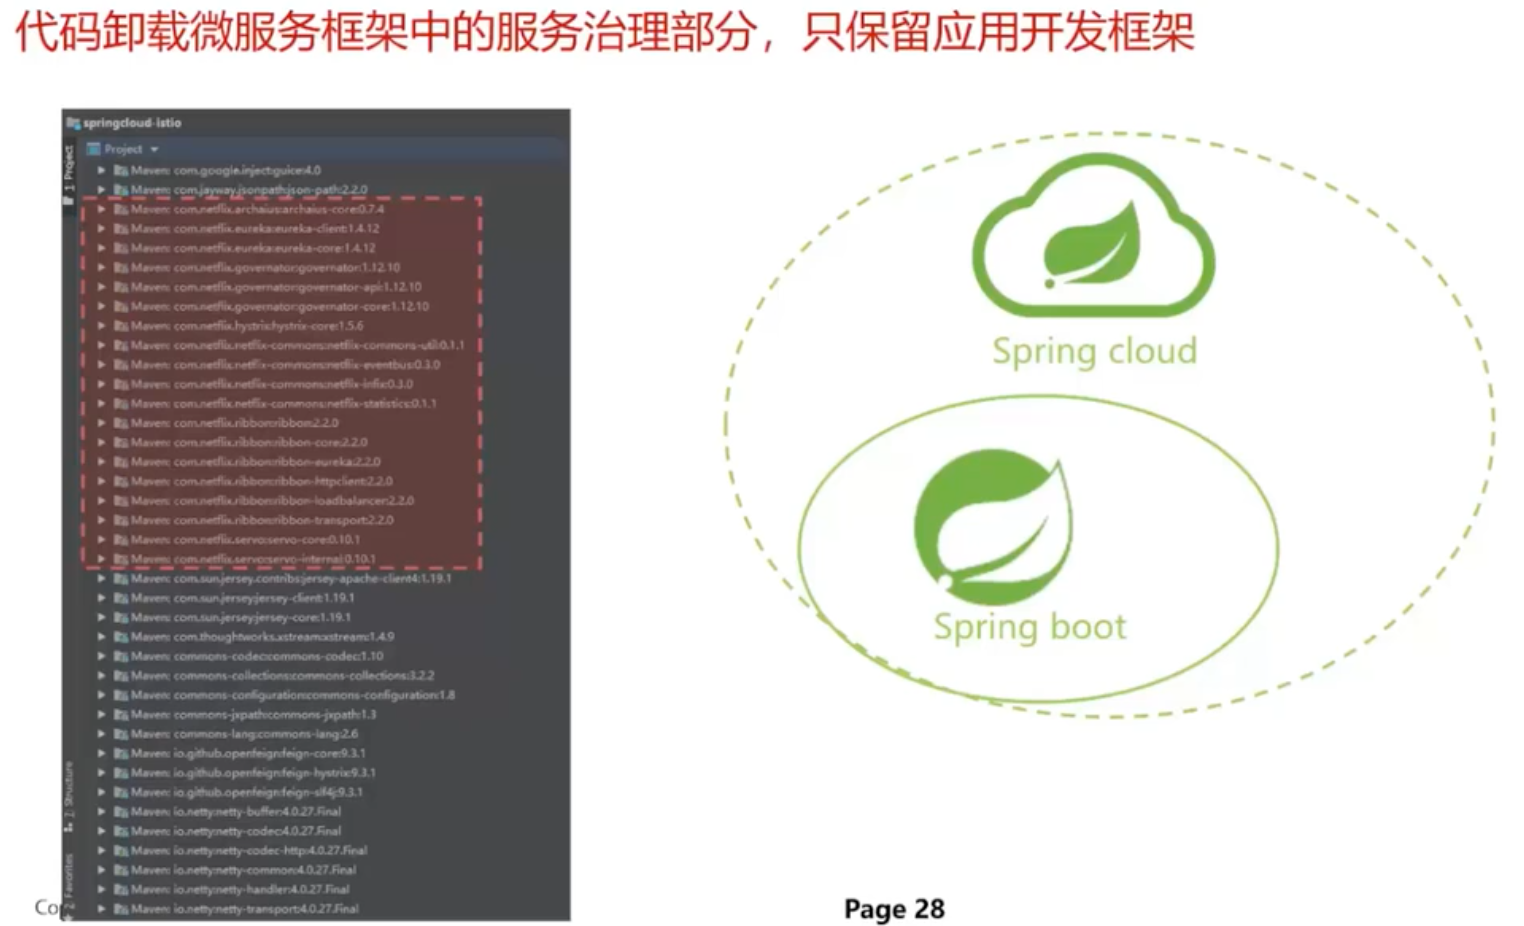 代码卸载微服务框架中的服务治理部分，只保留应用开发框架
springcloud-istio
Project
1: Project
Maven: com.google.inject:guice:4.0
Maven: com.jayway.jsonpath:json-path:2.2.0
Maven: com.netflix.archaius:archaius-core:0.7.4
Maven: com.netflix.eureka:eureka-client:1.4.12
Maven: com.netflix.eureka:eureka-core:1.4.12
Maven: com.netflix.governator:governator:1.12.10
Maven: com.netflix.governator:governator-api:1.12.10
Maven: com.netflix.governator:governator-core:1.12.10
Maven: com.netflix.hystrix:hystrix-core:1.5.6
Maven: com.netflix.netflix-commons:netflix-commons-util:0.1.1
Maven: com.netflix.netflix-commons:netflix-eventbus:0.3.0
Maven: com.netflix.netflix-commons:netflix-infix:0.3.0
Maven: com.netflix.netflix-commons:netflix-statistics:0.1.1
Maven: com.netflix.ribbon:ribbon:2.2.0
Maven: com.netflix.ribbon:ribbon-core:2.2.0
Maven: com.netflix.ribbon:ribbon-eureka:2.2.0
Maven: com.netflix.ribbon:ribbon-httpclient:2.2.0
Maven: com.netflix.ribbon:ribbon-loadbalancer:2.2.0
Maven: com.netflix.ribbon:ribbon-transport:2.2.0
Maven: com.netflix.servo:servo-core:0.10.1
Maven: com.netflix.servo:servo-internal:0.10.1
Maven: com.sun.jersey.contribs:jersey-apache-client4:1.19.1
Maven: com.sun.jersey:jersey-client:1.19.1
Maven: com.sun.jersey:jersey-core:1.19.1
Maven: com.thoughtworks.xstream:xstream:1.4.9
Maven: commons-codec:commons-codec:1.10
Maven: commons-collections:commons-collections:3.2.2
Maven: commons-configuration:commons-configuration:1.8
Maven: commons-jxpath:commons-jxpath:1.3
Maven: commons-lang:commons-lang:2.6
Maven: io.github.openfeign:feign-core:9.3.1
Maven: io.github.openfeign:feign-hystrix:9.3.1
Maven: io.github.openfeign:feign-slf4j:9.3.1
Maven: io.netty:netty-buffer:4.0.27.Final
Maven: io.netty:netty-codec:4.0.27.Final
Maven: io.netty:netty-codec-http:4.0.27.Final
Maven: io.netty:netty-common:4.0.27.Final
Maven: io.netty:netty-handler:4.0.27.Final
Maven: io.netty:netty-transport:4.0.27.Final
7: Structure
2: Favorites
Spring cloud
Spring boot
Page 28